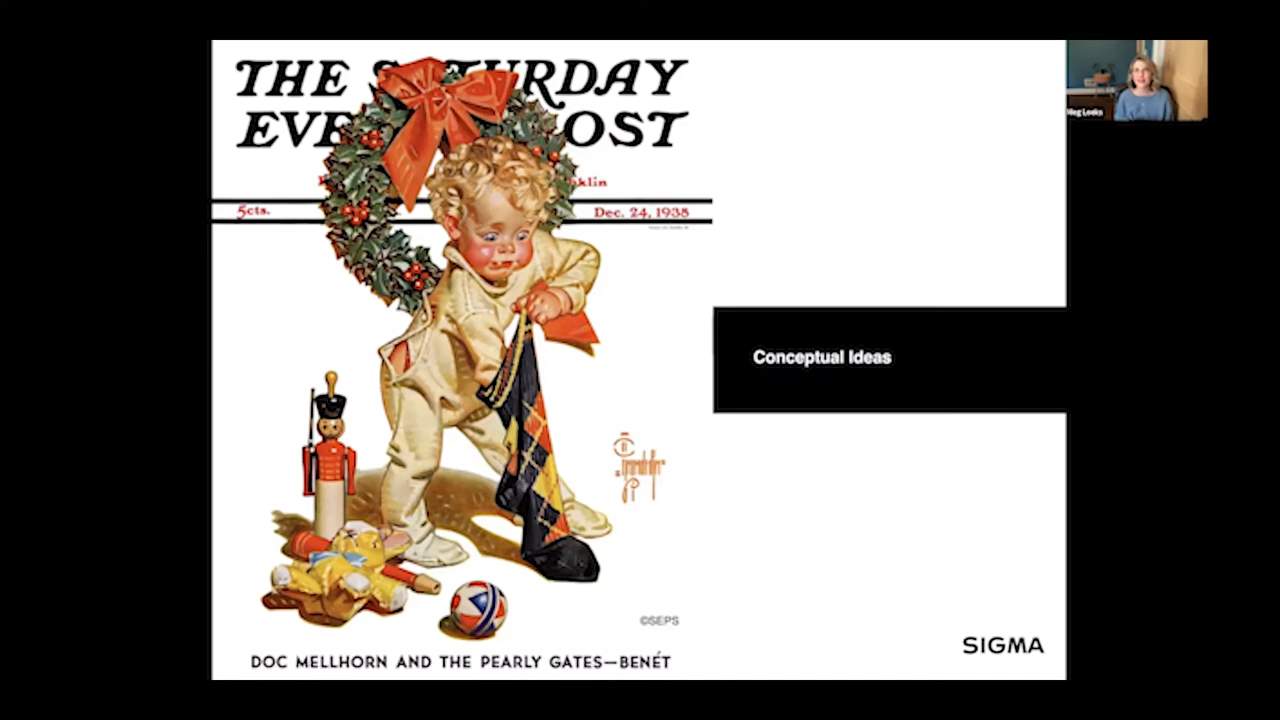 THE S TURDAY
EVE OST
nklin
5cts.
Dec. 24, 1938
Conceptual Ideas
©SEPS
DOC MELLHORN AND THE PEARLY GATES—BENÉT
SIGMA